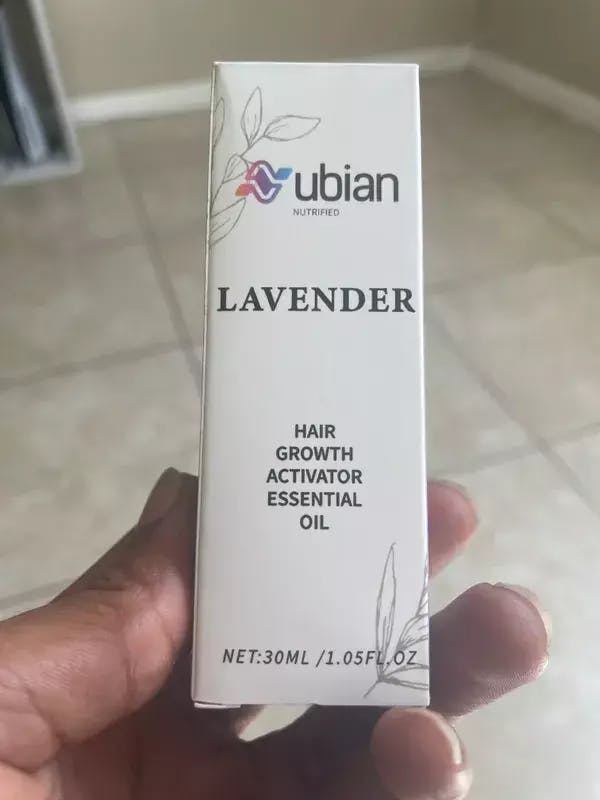 ubian
NUTRIFIED
LAVENDER
HAIR
GROWTH
ACTIVATOR
ESSENTIAL
OIL
NET:30ML /1.05FL.OZ